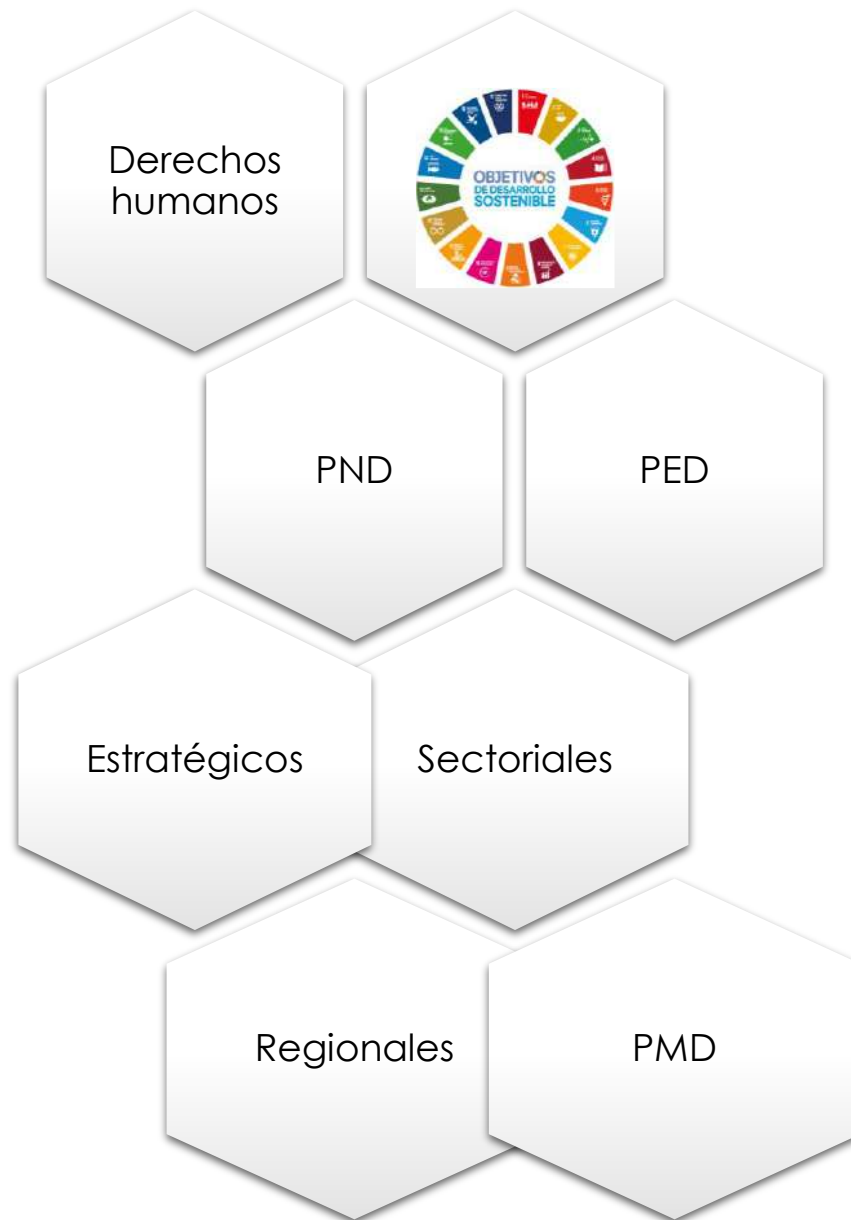 Derechos
humanos
OBJETIVOS
DE DESARROLLO
SOSTENIBLE
PND
PED
Estratégicos
Sectoriales
Regionales
PMD